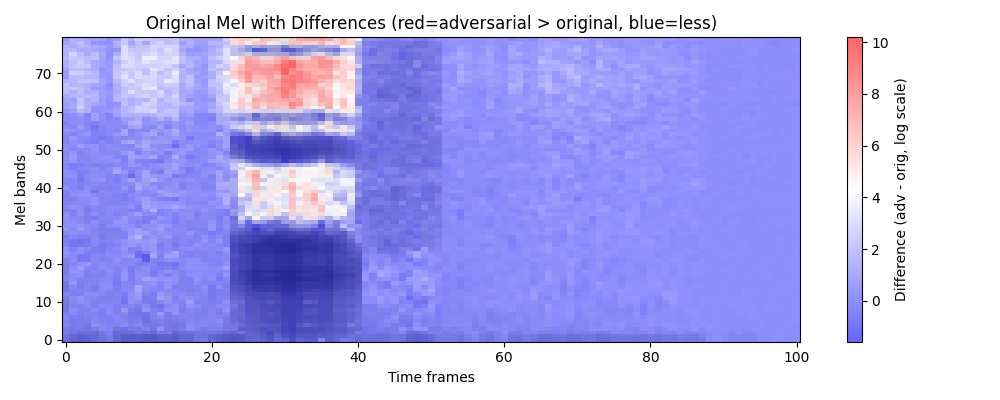 Original Mel with Differences (red=adversarial > original, blue=less)
Mel bands
70
60
50
40
30
20
10
0
0 20 40 60 80 100
Time frames
10
8
6
4
2
0
Difference (adv - orig, log scale)